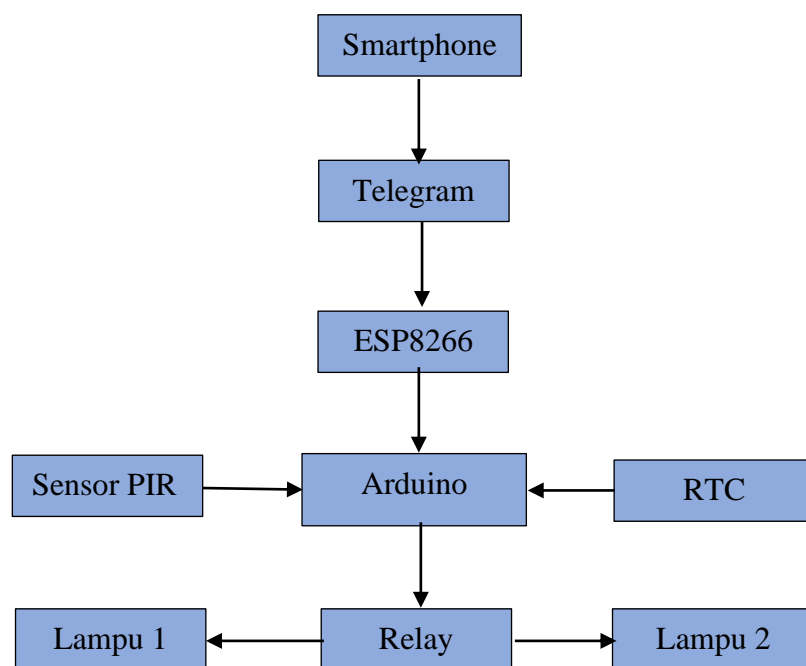 Smartphone
Telegram
ESP8266
Sensor PIR
Arduino
RTC
Lampu 1
Relay
Lampu 2